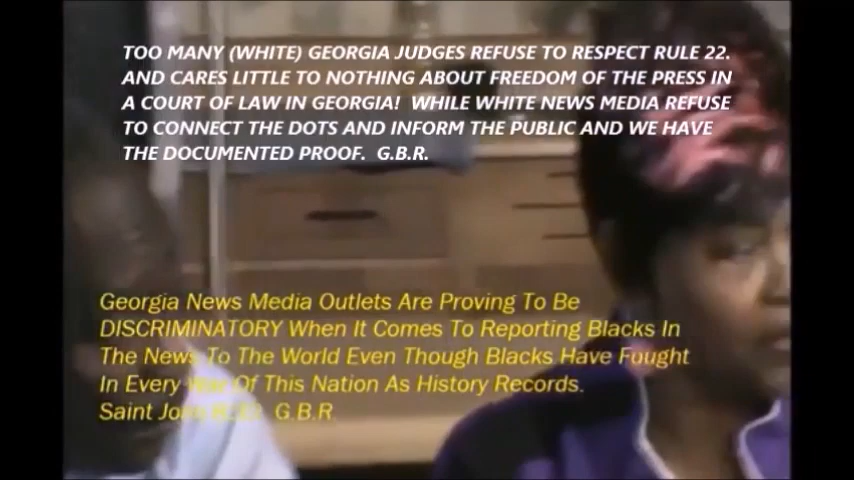 TOO MANY (WHITE) GEORGIA JUDGES REFUSE TO RESPECT RULE 22.
AND CARES LITTLE TO NOTHING ABOUT FREEDOM OF THE PRESS IN
A COURT OF LAW IN GEORGIA! WHILE WHITE NEWS MEDIA REFUSE
TO CONNECT THE DOTS AND INFORM THE PUBLIC AND WE HAVE
THE DOCUMENTED PROOF. G.B.R.
Georgia News Media Outlets Are Proving To Be
DISCRIMINATORY When It Comes To Reporting Blacks In
The News To The World Even Though Blacks Have Fought
In Every Of This Nation As History Records.
Saint G.B.R.